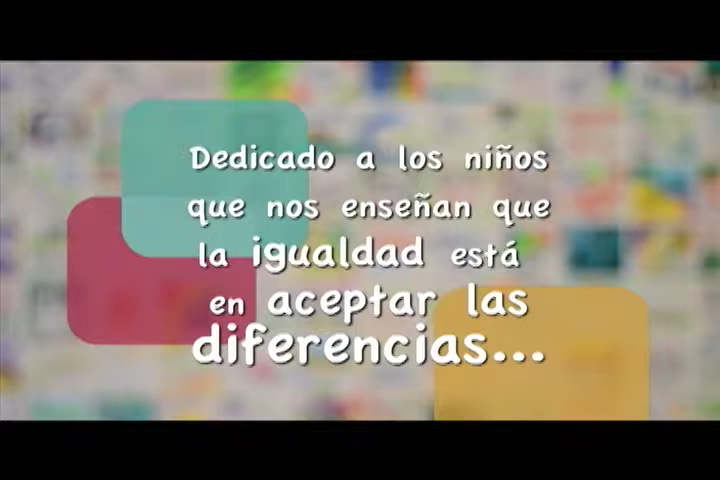 Dedicado a los niños
que nos enseñan que
la igualdad está
en aceptar las
diferencias...